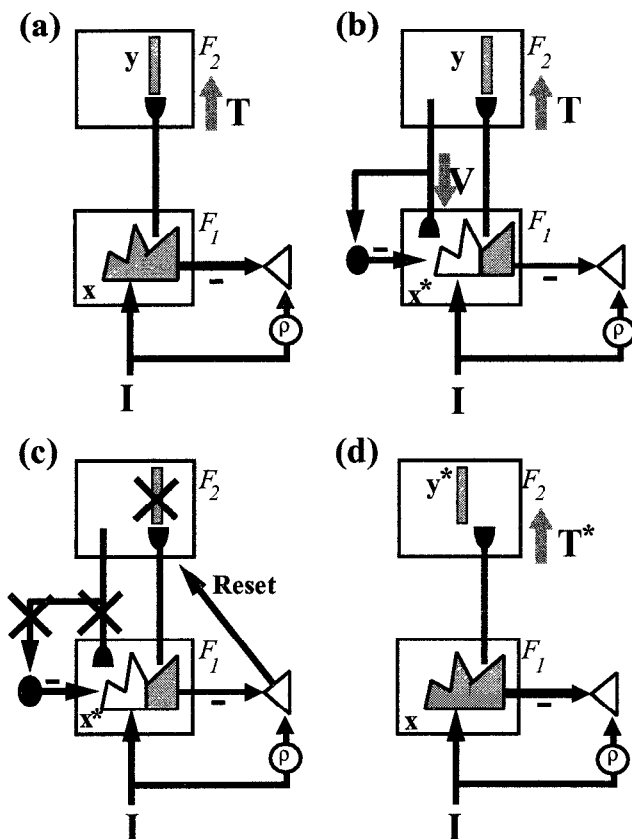 (a)
y
F2
T
F1
x
−
ρ
I
(b)
y
F2
T
V
F1
−
x*
−
ρ
I
(c)
F2
Reset
F1
−
x*
−
ρ
I
(d)
y*
F2
T*
F1
x
−
ρ
I